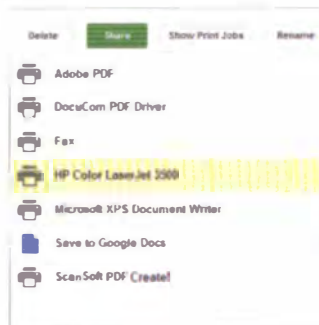 Delete Share Show Print Jobs Rename
Adobe PDF
DocuCom PDF Driver
Fax
HP Color LaserJet 3500
Microsoft XPS Document Writer
Save to Google Docs
ScanSoft PDF Create!